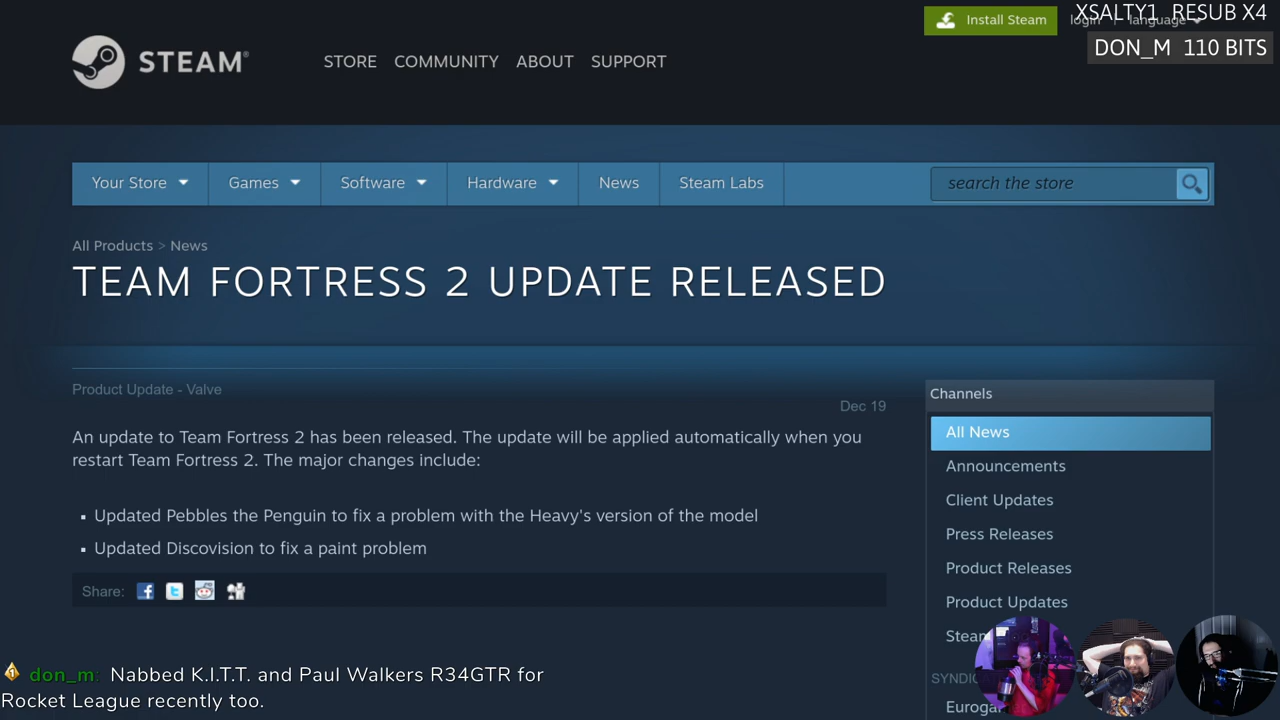 Install Steam
login | language
XSALTY1 RESUB X4
DON_M 110 BITS
STEAM®
STORE COMMUNITY ABOUT SUPPORT
Your Store Games Software Hardware News Steam Labs search the store
All Products > News
TEAM FORTRESS 2 UPDATE RELEASED
Product Update - Valve
Dec 19
An update to Team Fortress 2 has been released. The update will be applied automatically when you
restart Team Fortress 2. The major changes include:
▪ Updated Pebbles the Penguin to fix a problem with the Heavy's version of the model
▪ Updated Discovision to fix a paint problem
Share:
Channels
All News
Announcements
Client Updates
Press Releases
Product Releases
Product Updates
Steam
don_m: Nabbed K.I.T.T. and Paul Walkers R34GTR for
Rocket League recently too.